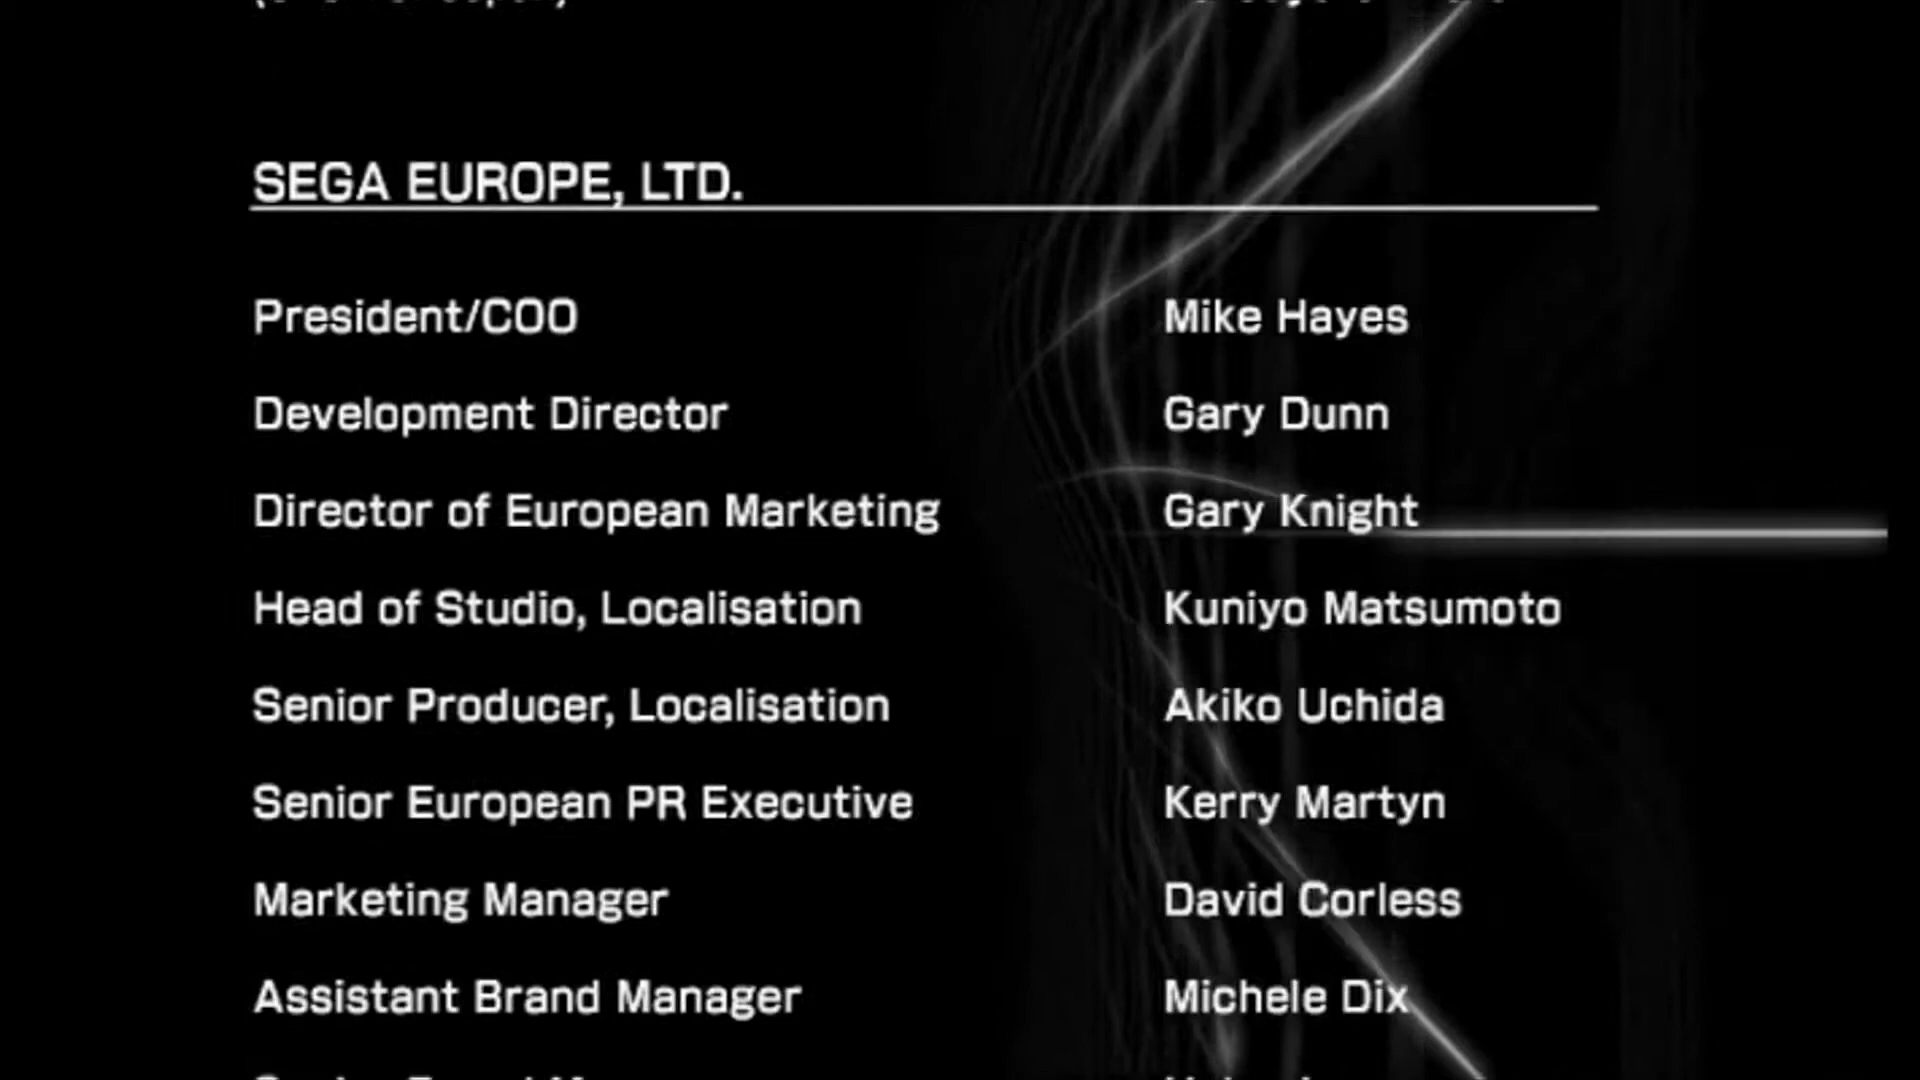 SEGA EUROPE, LTD.
President/COO Mike Hayes
Development Director Gary Dunn
Director of European Marketing Gary Knight
Head of Studio, Localisation Kuniyo Matsumoto
Senior Producer, Localisation Akiko Uchida
Senior European PR Executive Kerry Martyn
Marketing Manager David Corless
Assistant Brand Manager Michele Dix